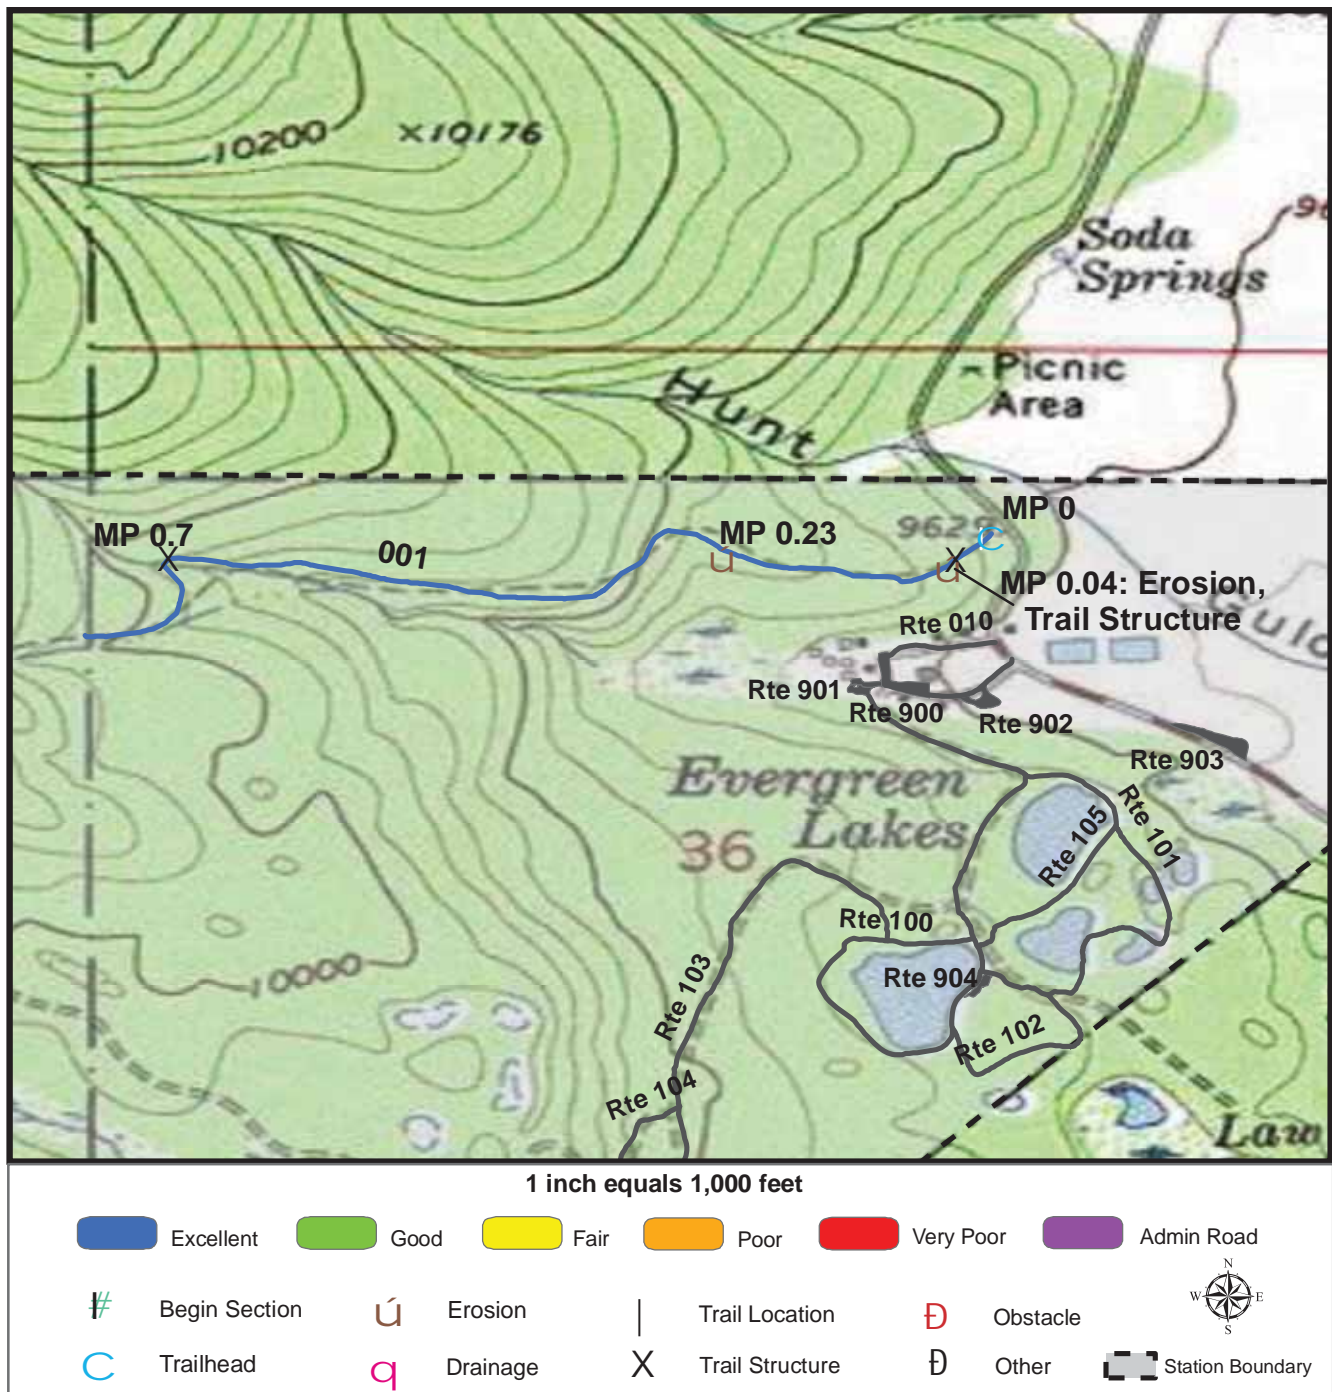 10200
×10176
Soda
Springs
Picnic
Area
Hunt
MP 0.7
001
MP 0.23
MP 0
MP 0.04: Erosion,
Trail Structure
Rte 010
Rte 901
Rte 900
Rte 902
Rte 903
Evergreen
Lakes
36
Rte 105
Rte 101
Rte 100
Rte 904
Rte 103
10000
Rte 102
Rte 104
Law
1 inch equals 1,000 feet
Excellent
Good
Fair
Poor
Very Poor
Admin Road
# Begin Section
ú Erosion
| Trail Location
Đ Obstacle
C Trailhead
q Drainage
X Trail Structure
Đ Other
Station Boundary
N
W E
S